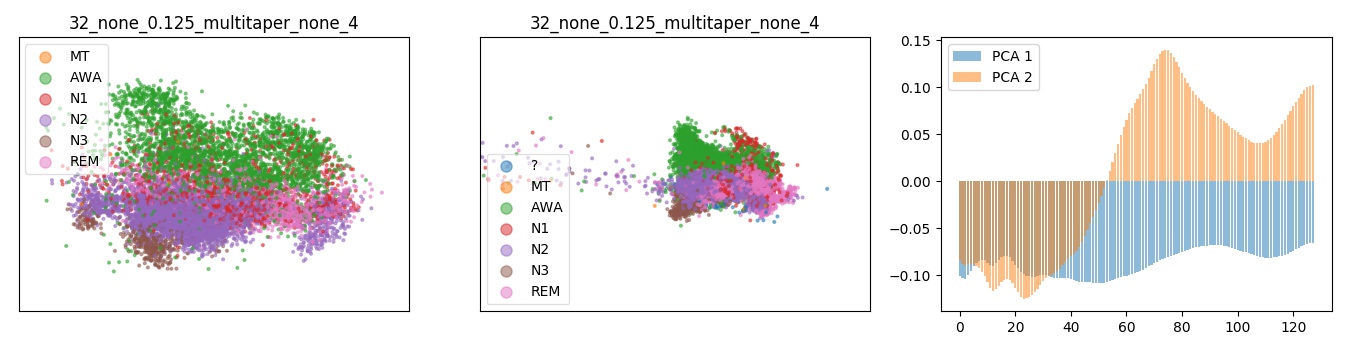 32_none_0.125_multitaper_none_4
MT
AWA
N1
N2
N3
REM
32_none_0.125_multitaper_none_4
?
MT
AWA
N1
N2
N3
REM
0.15
0.10
0.05
0.00
−0.05
−0.10
PCA 1
PCA 2
0
20
40
60
80
100
120